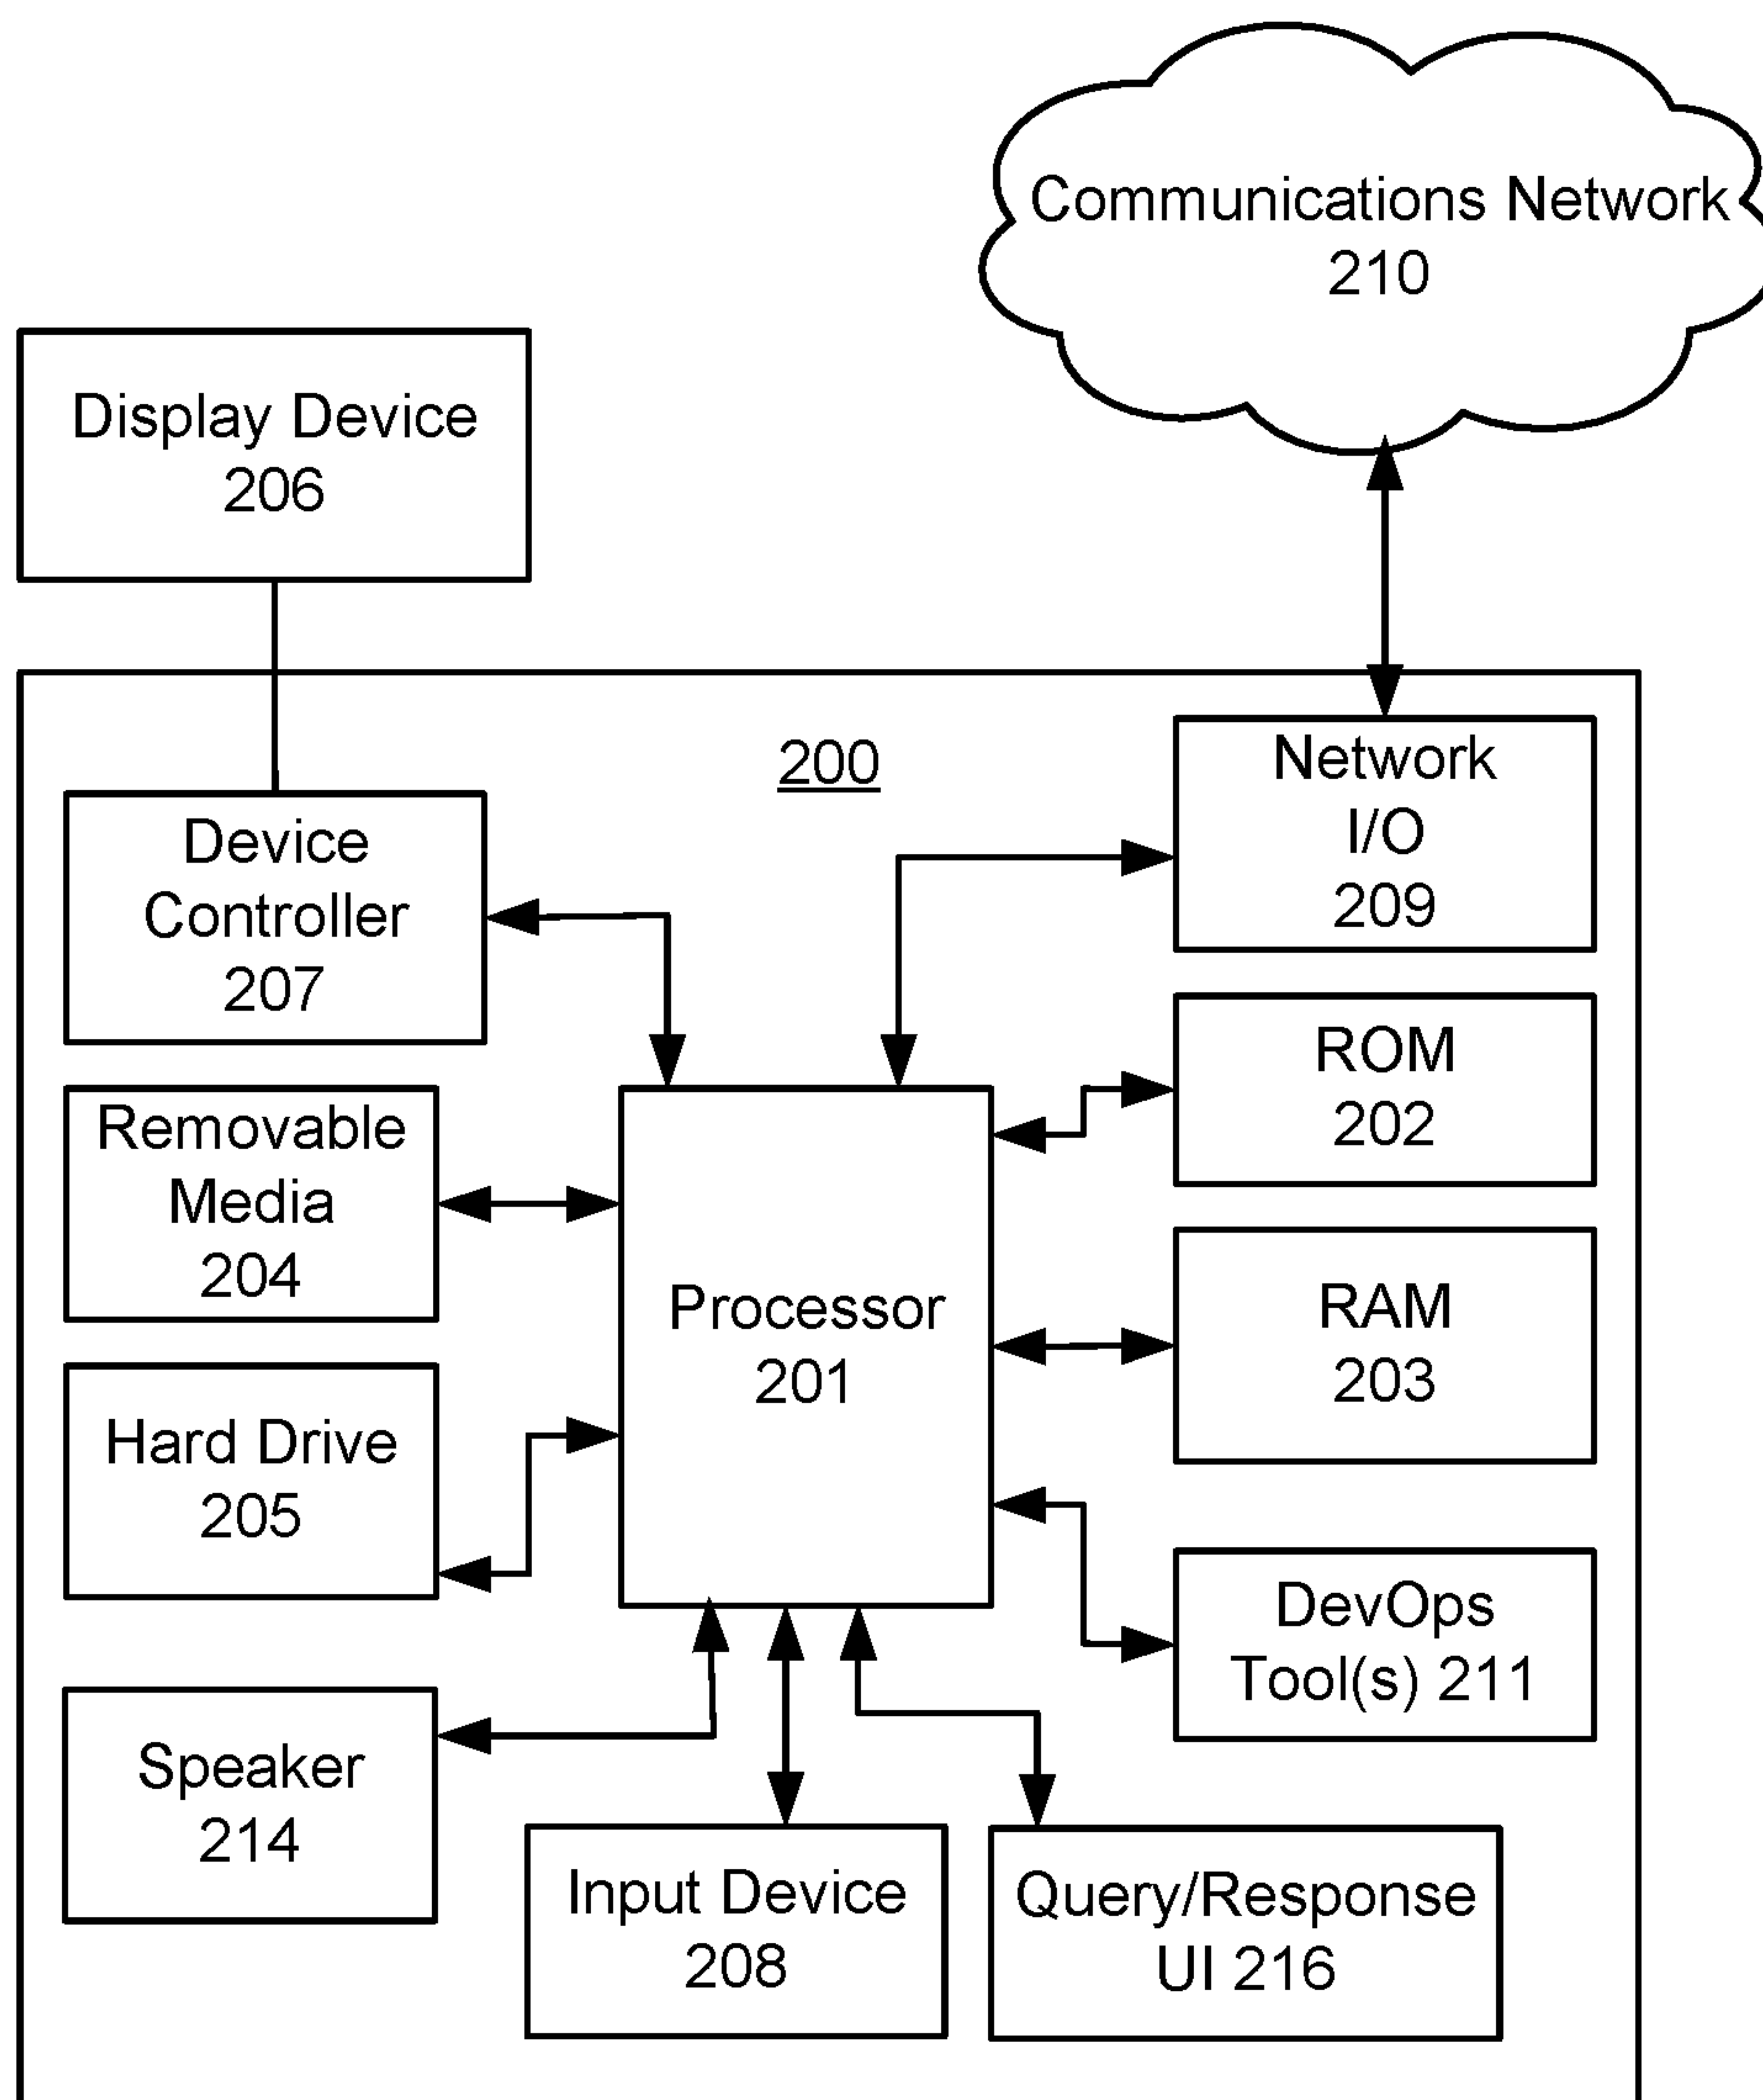 Communications Network
210
Display Device
206
200
Network
I/O
209
Device
Controller
207
ROM
202
Removable
Media
204
Processor
201
RAM
203
Hard Drive
205
DevOps
Tool(s) 211
Speaker
214
Input Device
208
Query/Response
UI 216